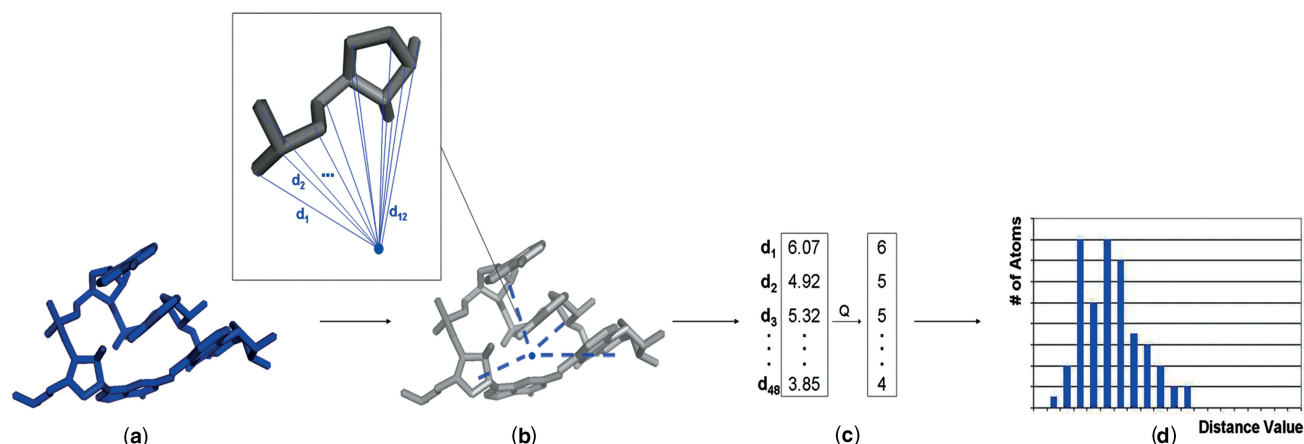 d2
...
d1
d12
d1 6.07 6
d2 4.92 5
d3 5.32 Q 5
d48 3.85 4
# of Atoms
Distance Value
(a) (b) (c) (d)